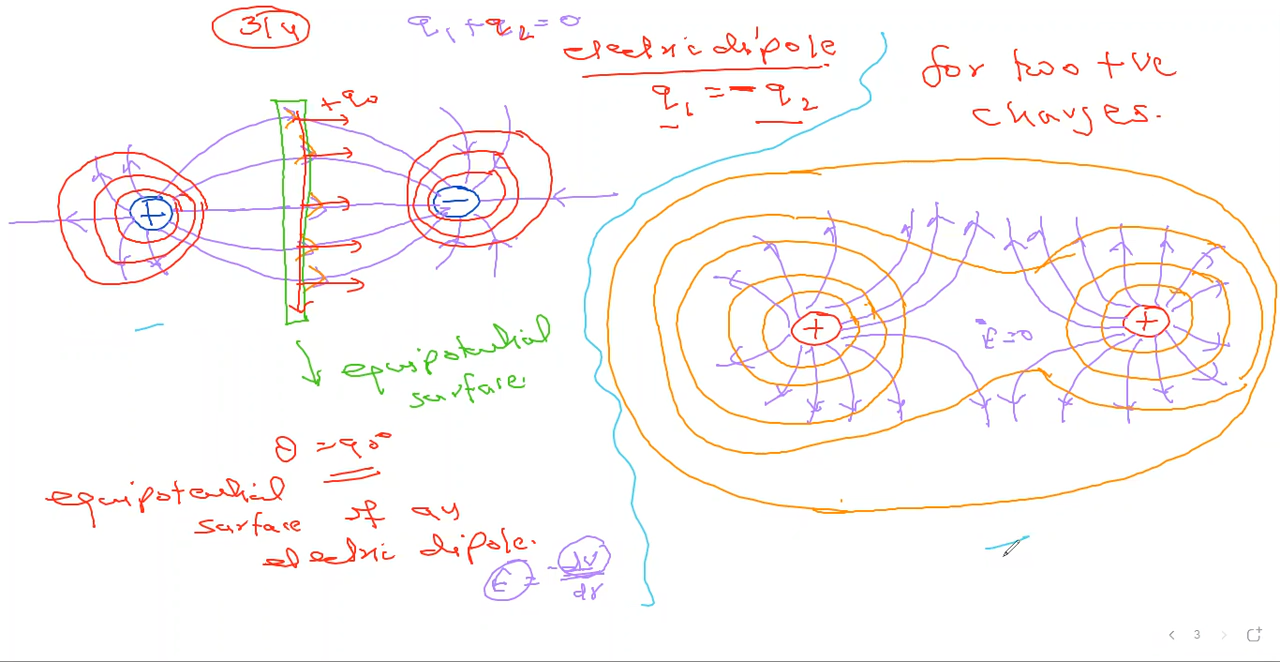 3/4
q1 + q2 = 0
electric dipole
q1 = - q2
+q0
+
-
equipotential
surface.
θ = 90°
equipotential
surface of an
electric dipole.
E = -dV/dr
for two +ve
charges.
+
+
E=0
3